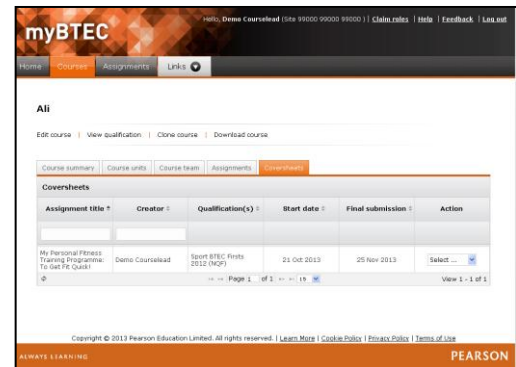 myBTEC
Hello, Demo Courselead (Site 99000 99000 99000 ) | Claim roles | Help | Feedback | Log out
Home Courses Assignments Links
Ali
Edit course | View qualification | Clone course | Download course
Course summary Course units Course team Assignments Coversheets
Coversheets
Assignment title Creator Qualification(s) Start date Final submission Action
My Personal Fitness
Training Programme:
To Get Fit Quick!
Demo Courselead
Sport BTEC Firsts
2012 (NQF)
21 Oct 2013
25 Nov 2013
Select ...
Page 1 of 1 10
View 1 - 1 of 1
Copyright © 2013 Pearson Education Limited. All rights reserved. | Learn More | Cookie Policy | Privacy Policy | Terms of Use
ALWAYS LEARNING
PEARSON